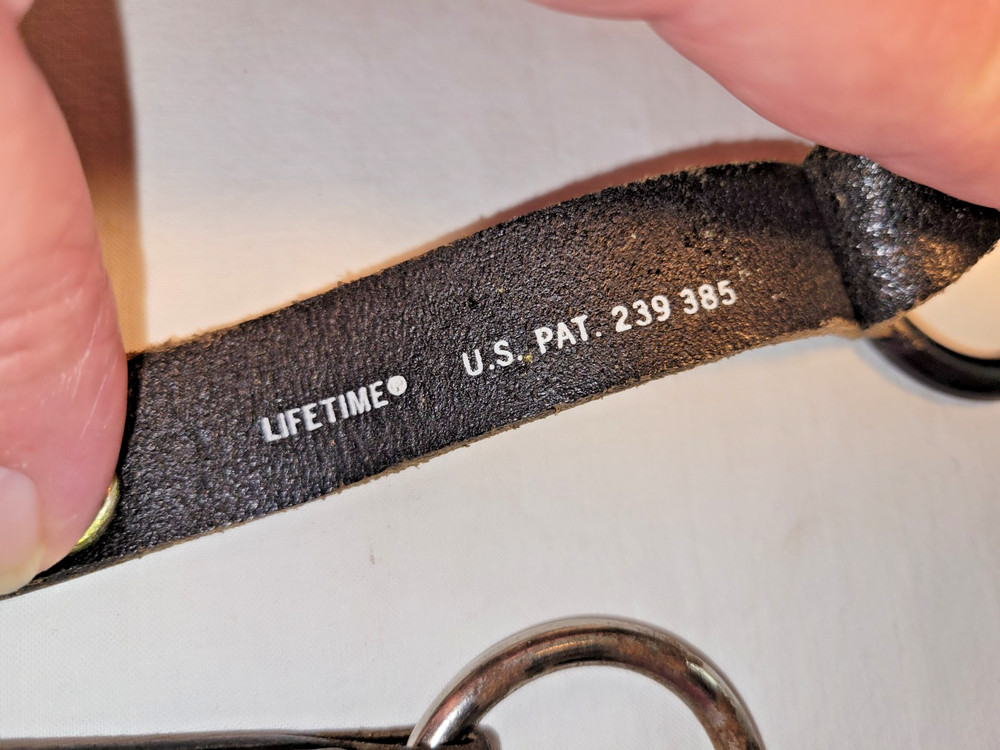 LIFETIME® U.S. PAT. 239 385